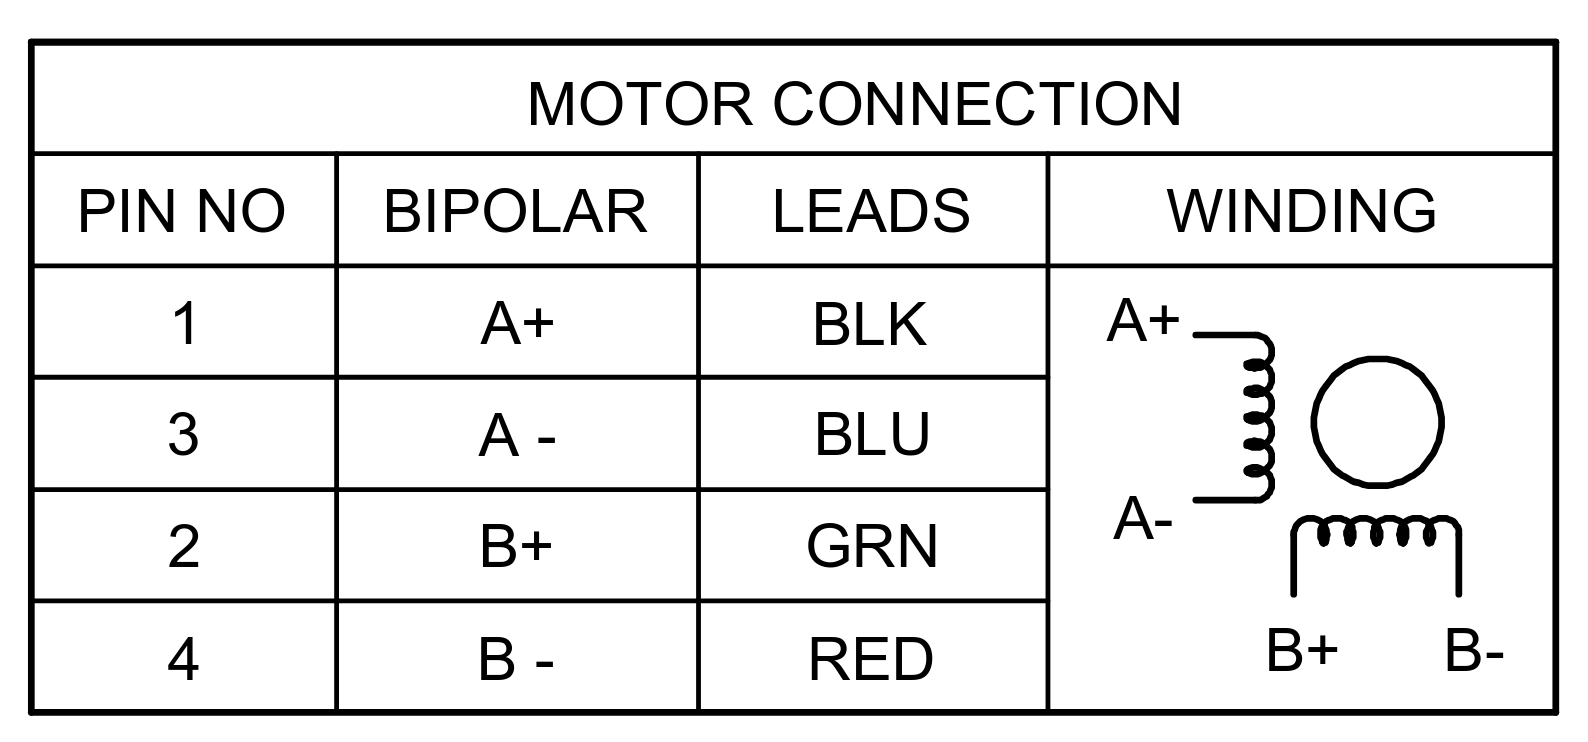 MOTOR CONNECTION
PIN NO BIPOLAR LEADS WINDING
1 A+ BLK
3 A - BLU
2 B+ GRN
4 B - RED
A+
A-
B+ B-